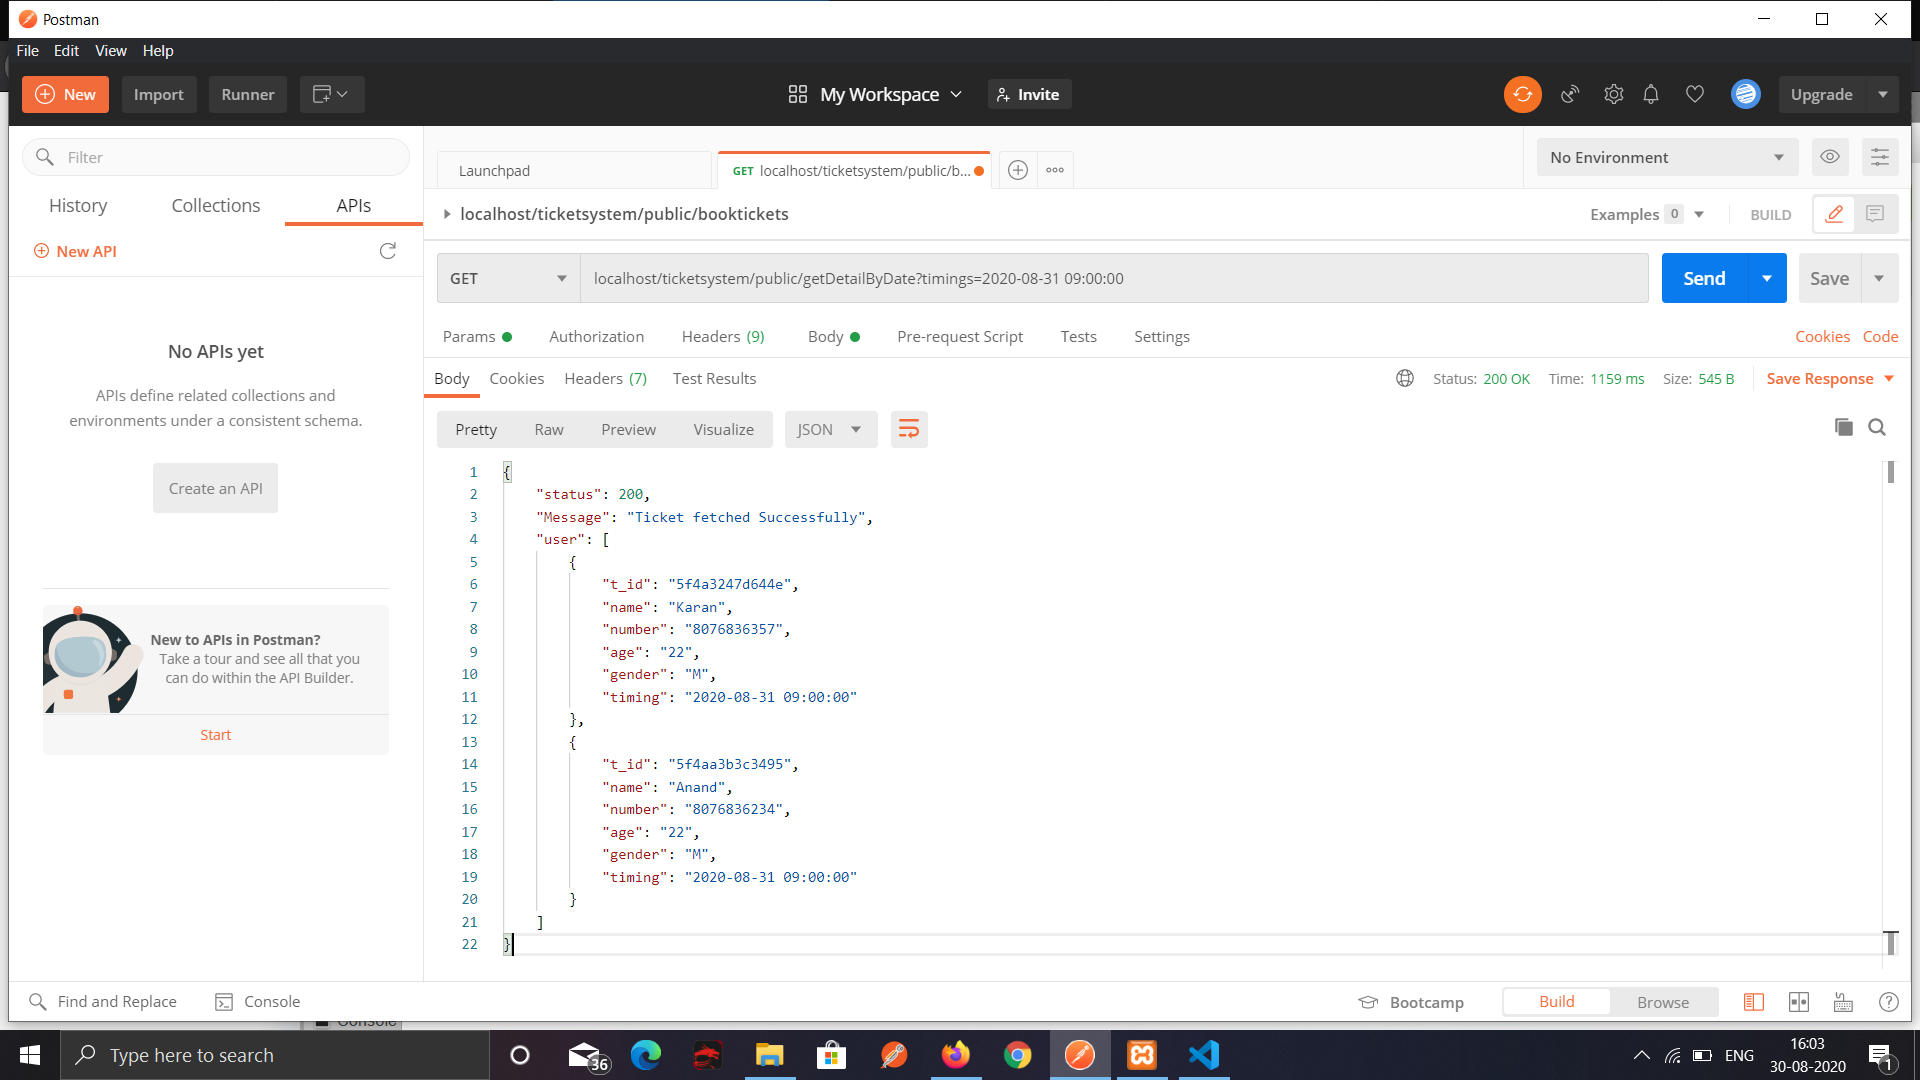 Postman
File Edit View Help
New Import Runner My Workspace Invite Upgrade
Filter
History Collections APIs
New API
No APIs yet
APIs define related collections and
environments under a consistent schema.
Create an API
New to APIs in Postman?
Take a tour and see all that you
can do within the API Builder.
Start
Launchpad GET localhost/ticketsystem/public/b... No Environment
localhost/ticketsystem/public/booktickets Examples 0 BUILD
GET localhost/ticketsystem/public/getDetailByDate?timings=2020-08-31 09:00:00 Send Save
Params Authorization Headers (9) Body Pre-request Script Tests Settings Cookies Code
Body Cookies Headers (7) Test Results Status: 200 OK Time: 1159 ms Size: 545 B Save Response
Pretty Raw Preview Visualize JSON
1 {
2 "status": 200,
3 "Message": "Ticket fetched Successfully",
4 "user": [
5 {
6 "t_id": "5f4a3247d644e",
7 "name": "Karan",
8 "number": "8076836357",
9 "age": "22",
10 "gender": "M",
11 "timing": "2020-08-31 09:00:00"
12 },
13 {
14 "t_id": "5f4aa3b3c3495",
15 "name": "Anand",
16 "number": "8076836234",
17 "age": "22",
18 "gender": "M",
19 "timing": "2020-08-31 09:00:00"
20 }
21 ]
22 }
Find and Replace Console Bootcamp Build Browse
Console
Type here to search 36 ENG 16:03
30-08-2020 1